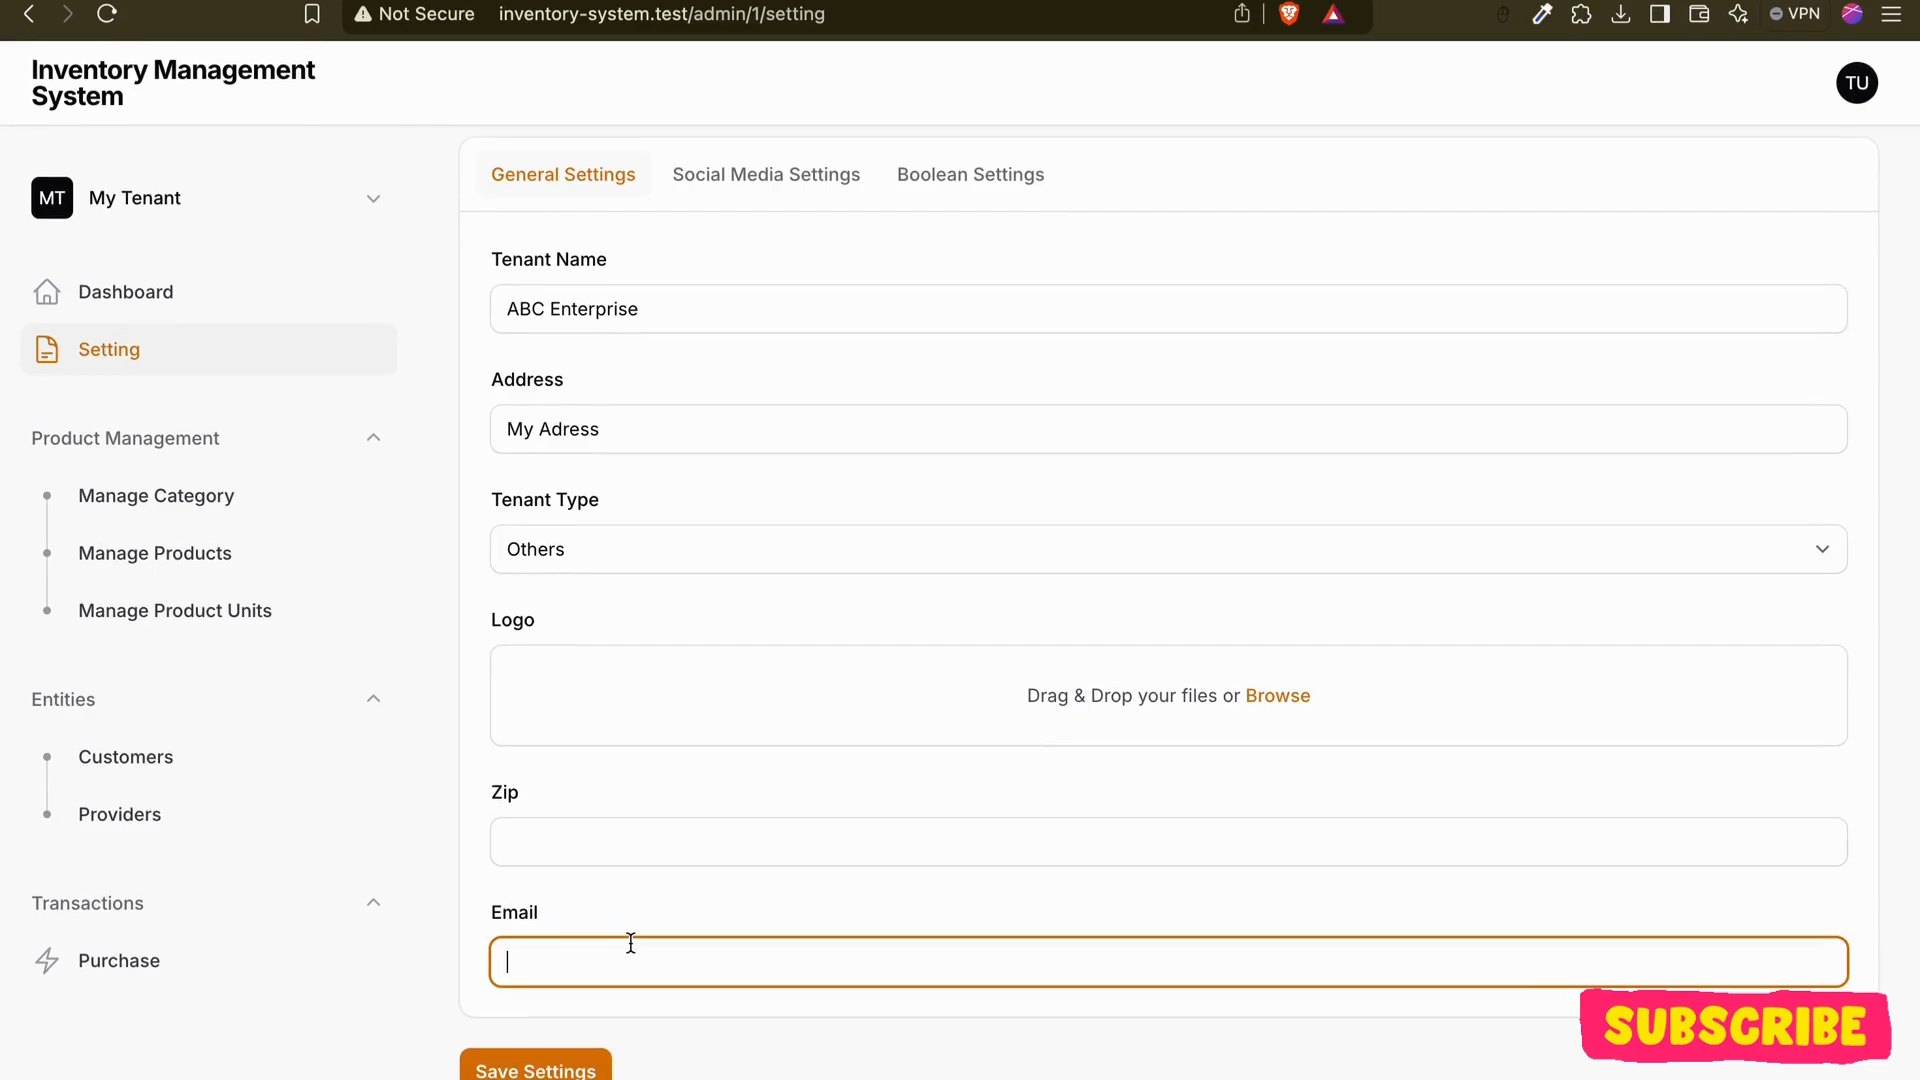 Not Secure
inventory-system.test/admin/1/setting
VPN
Inventory Management
System
TU
MT
My Tenant
Dashboard
Setting
Product Management
Manage Category
Manage Products
Manage Product Units
Entities
Customers
Providers
Transactions
Purchase
General Settings
Social Media Settings
Boolean Settings
Tenant Name
ABC Enterprise
Address
My Adress
Tenant Type
Others
Logo
Drag & Drop your files or Browse
Zip
Email
Save Settings
SUBSCRIBE